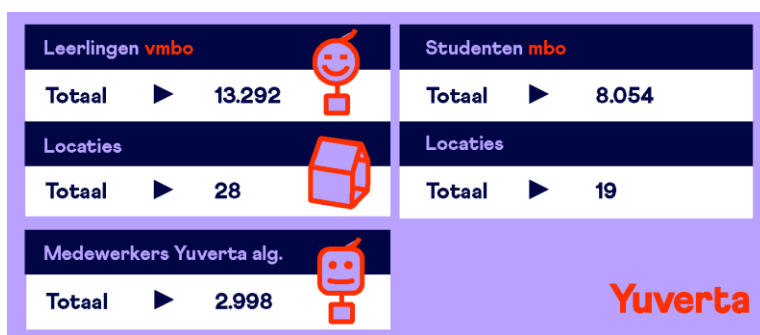 Leerlingen vmbo
Totaal ▶ 13.292
Locaties
Totaal ▶ 28
Studenten mbo
Totaal ▶ 8.054
Locaties
Totaal ▶ 19
Medewerkers Yuverta alg.
Totaal ▶ 2.998
Yuverta